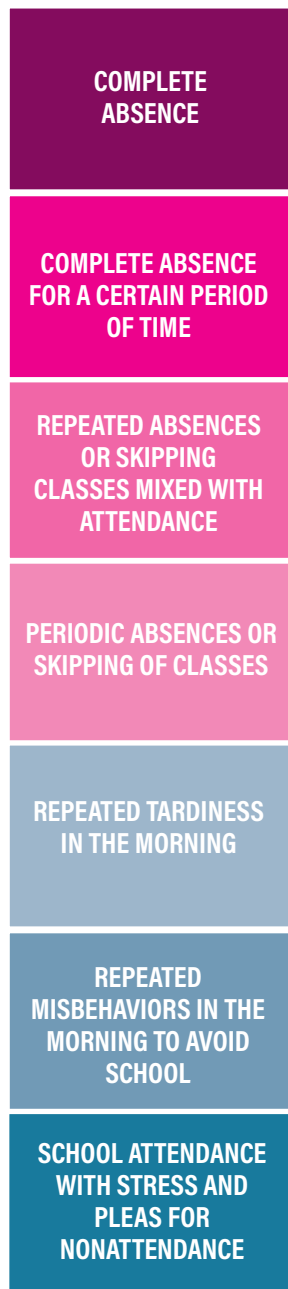 COMPLETE
ABSENCE
COMPLETE ABSENCE
FOR A CERTAIN PERIOD
OF TIME
REPEATED ABSENCES
OR SKIPPING
CLASSES MIXED WITH
ATTENDANCE
PERIODIC ABSENCES OR
SKIPPING OF CLASSES
REPEATED TARDINESS
IN THE MORNING
REPEATED
MISBEHAVIORS IN THE
MORNING TO AVOID
SCHOOL
SCHOOL ATTENDANCE
WITH STRESS AND
PLEAS FOR
NONATTENDANCE